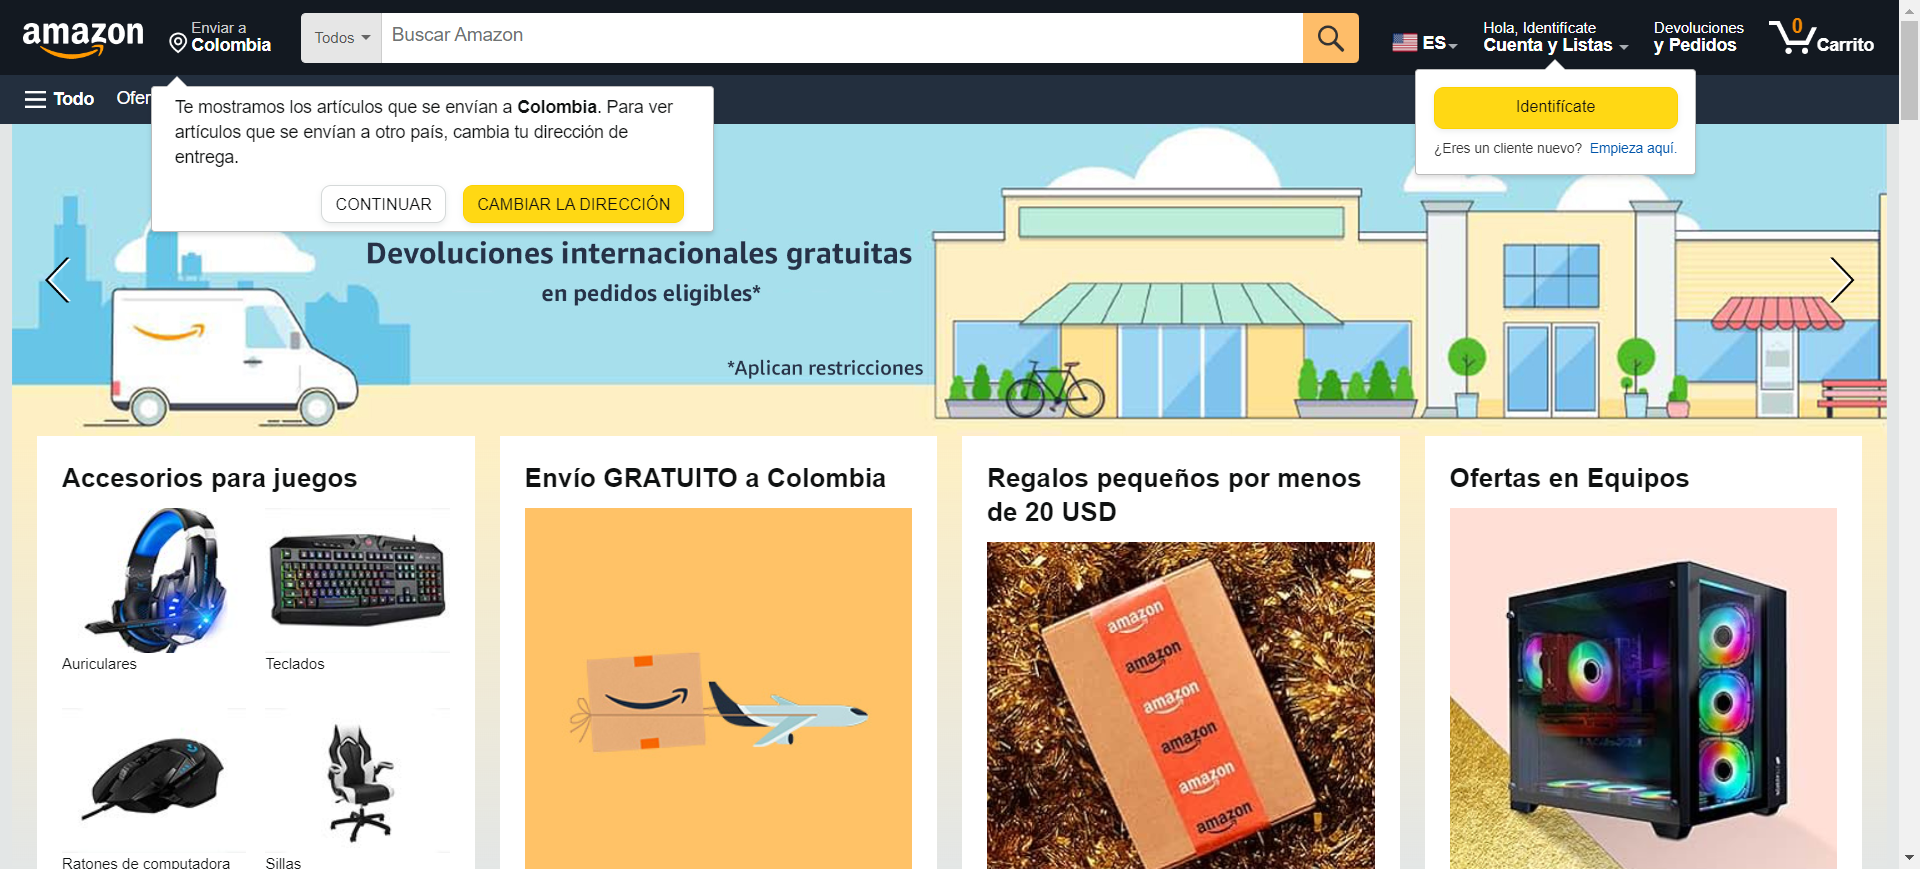 amazon
Enviar a
Colombia
Todos
Buscar Amazon
ES
Hola, Identifícate
Cuenta y Listas
Devoluciones
y Pedidos
0
Carrito
Todo
Ofer
Te mostramos los artículos que se envían a Colombia. Para ver
artículos que se envían a otro país, cambia tu dirección de
entrega.
CONTINUAR
CAMBIAR LA DIRECCIÓN
Identifícate
¿Eres un cliente nuevo? Empieza aquí.
Devoluciones internacionales gratuitas
en pedidos eligibles*
*Aplican restricciones
Accesorios para juegos
Auriculares
Teclados
Ratones de computadora
Sillas
Envío GRATUITO a Colombia
Regalos pequeños por menos
de 20 USD
amazon
amazon
amazon
amazon
amazon
amazon
Ofertas en Equipos